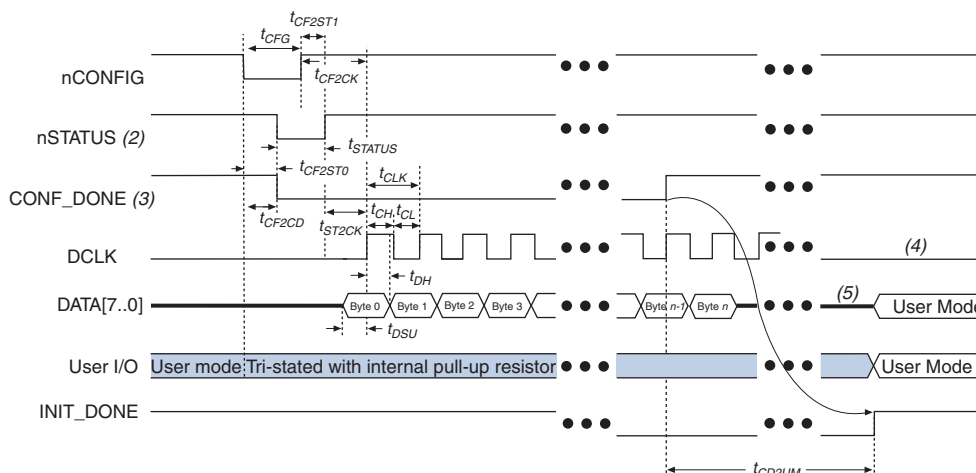 tCF2ST1
tCFG
nCONFIG
tCF2CK
nSTATUS (2)
tSTATUS
tCF2ST0
tCLK
CONF_DONE (3)
tCF2CD
tST2CK
tCH
tCL
DCLK
(4)
tDH
DATA[7..0]
Byte 0
Byte 1
Byte 2
Byte 3
Byte n-1
Byte n
(5)
User Mode
tDSU
User I/O
User mode
Tri-stated with internal pull-up resistor
User Mode
INIT_DONE
tCD2UM